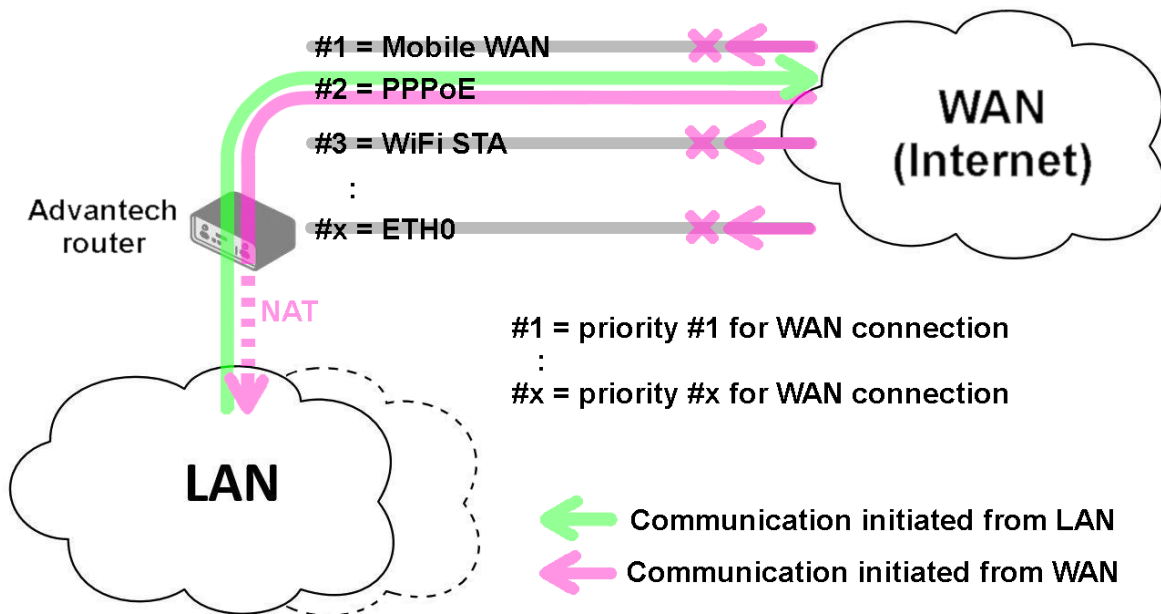 #1 = Mobile WAN
#2 = PPPoE
#3 = WiFi STA
:
#x = ETH0
WAN
(Internet)
Advantech
router
NAT
#1 = priority #1 for WAN connection
:
#x = priority #x for WAN connection
LAN
Communication initiated from LAN
Communication initiated from WAN